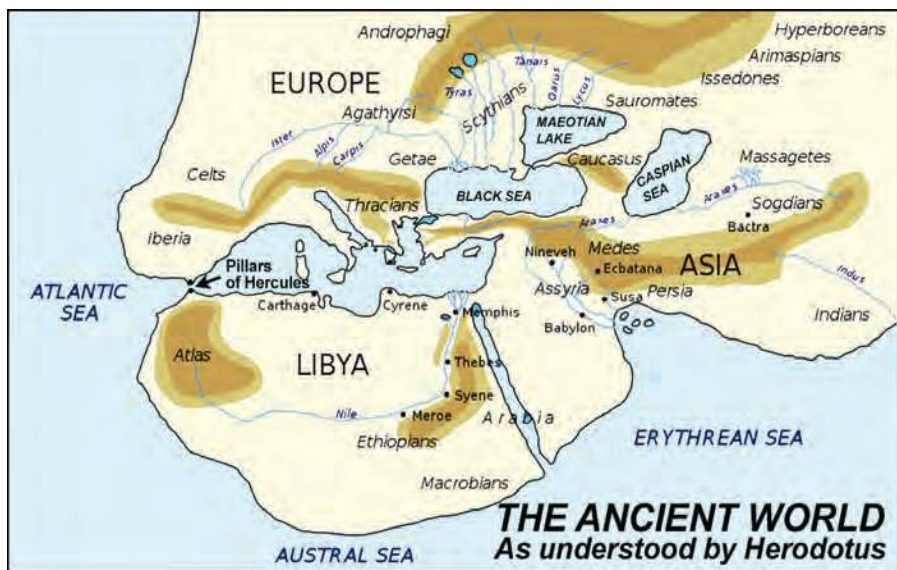 Androphagi
Hyperboreans
Arimaspians
Issedones
EUROPE
Tyras
Scythians
Tanais
Oarus
Lycus
Sauromates
Agathyrsi
MAEOTIAN
LAKE
Ister
Alpis
Carpis
Getae
Caucasus
CASPIAN
SEA
Massagetes
Celts
BLACK SEA
Araxes
Sogdians
Thracians
Araxes
Bactra
Iberia
Nineveh
Medes
Ecbatana
ASIA
Pillars
of Hercules
ATLANTIC
SEA
Carthage
Cyrene
Memphis
Assyria
Susa
Persia
Indus
Babylon
Indians
Atlas
LIBYA
Thebes
Syene
Nile
Meroe
Arabia
Ethiopians
ERYTHREAN SEA
Macrobians
THE ANCIENT WORLD
As understood by Herodotus
AUSTRAL SEA